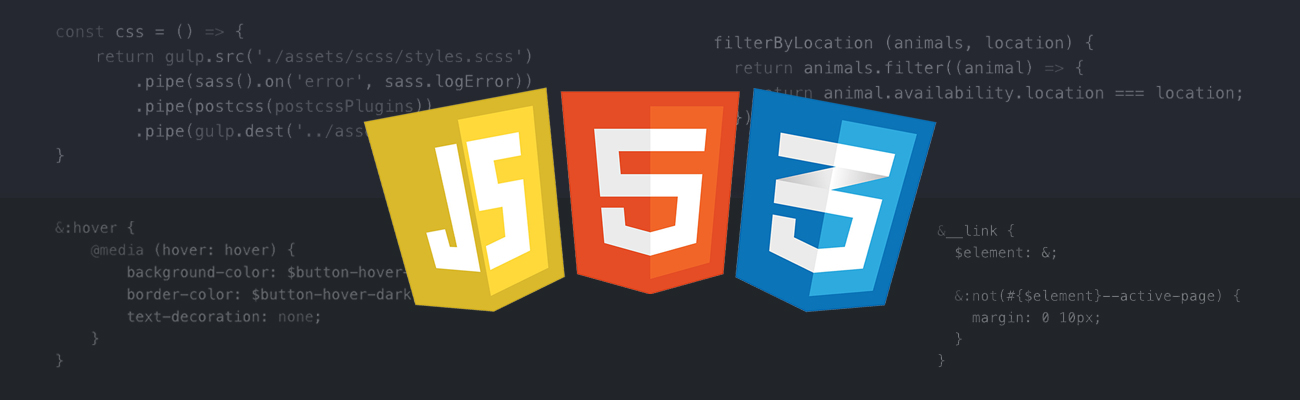 const css = () => {
return gulp.src('./assets/scss/styles.scss')
.pipe(sass().on('error', sass.logError))
.pipe(postcss(postcssPlugins))
.pipe(gulp.dest('../ass
}
filterByLocation (animals, location) {
return animals.filter((animal) => {
return animal.availability.location === location;
})
JS
5
3
&:hover {
@media (hover: hover) {
background-color: $button-hover-
border-color: $button-hover-dark
text-decoration: none;
}
}
&__link {
$element: &;
&:not(#{$element}--active-page) {
margin: 0 10px;
}
}